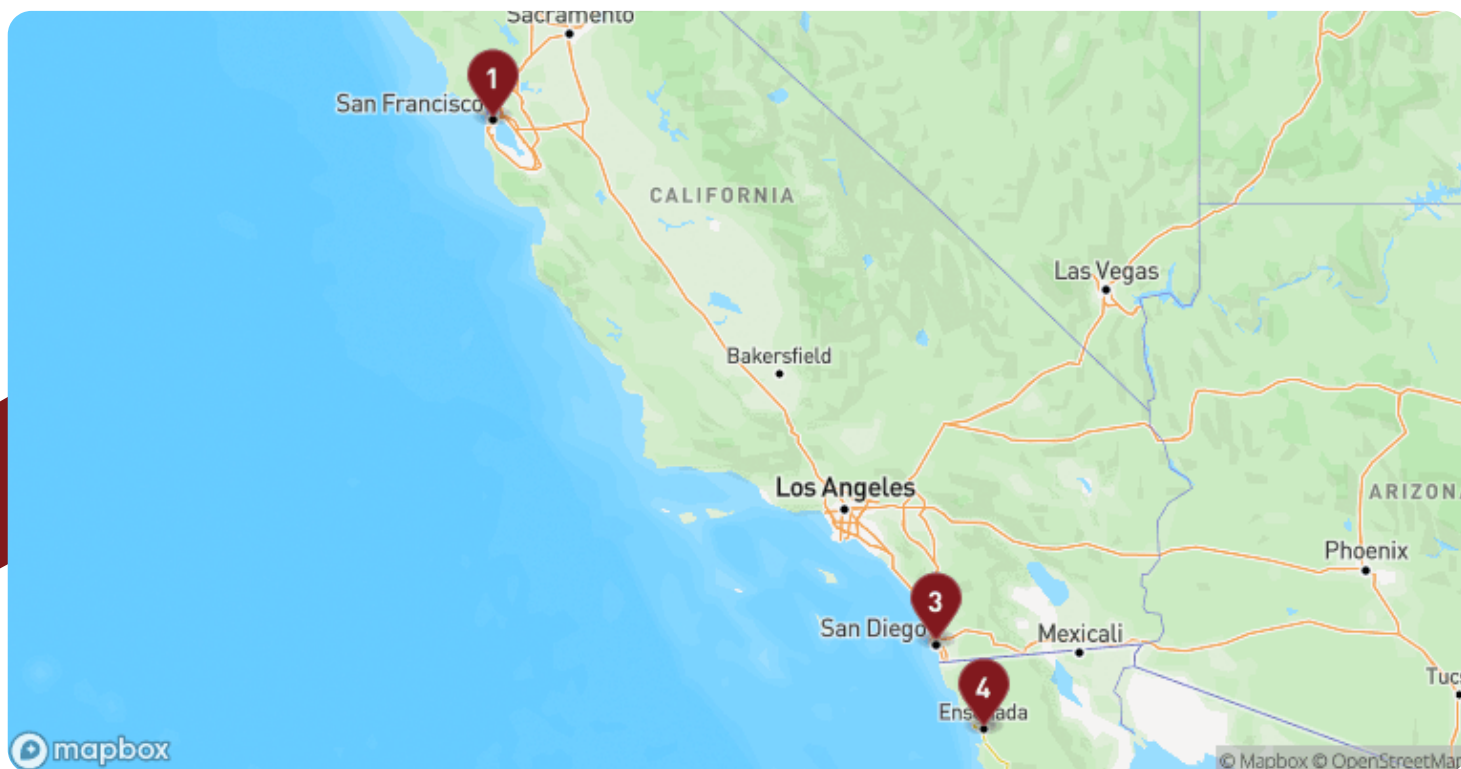 Sacramento
1
San Francisco
CALIFORNIA
Las Vegas
Bakersfield
Los Angeles
ARIZONA
Phoenix
3
San Diego
Mexicali
4
Ensenada
Tucs
mapbox
© Mapbox © OpenStreetMap